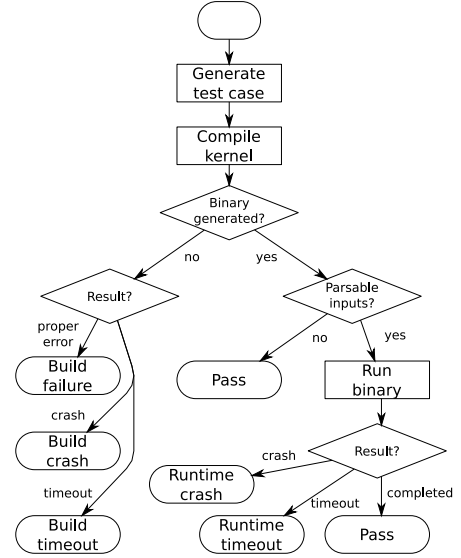 Generate
test case
Compile
kernel
Binary
generated?
no
yes
Result?
Parsable
inputs?
proper
error
no
yes
Build
failure
Pass
Run
binary
crash
Build
crash
Result?
crash
Runtime
crash
timeout
completed
timeout
Build
timeout
Runtime
timeout
Pass